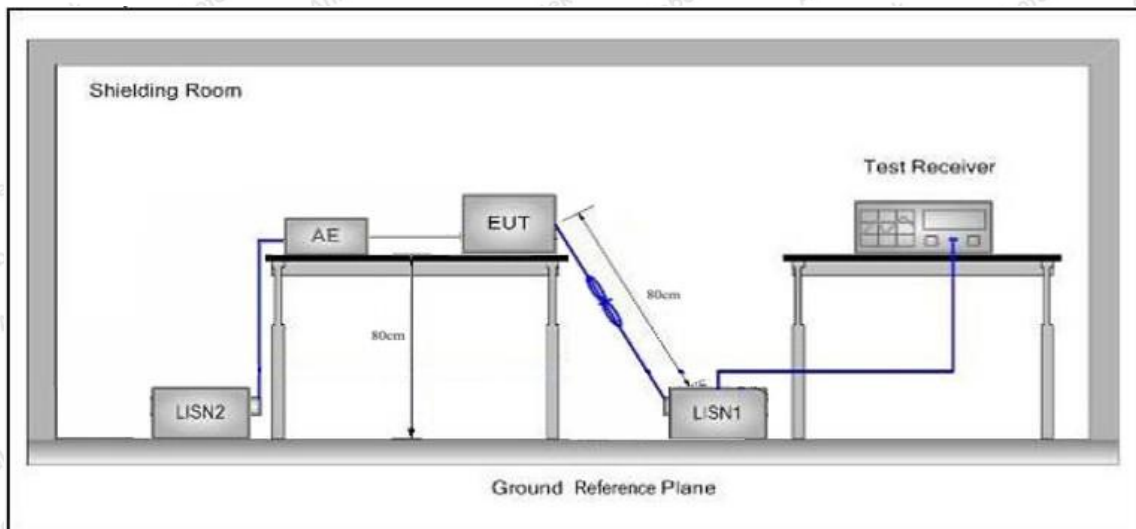 Shielding Room
Test Receiver
AE
EUT
80cm
80cm
LISN2
LISN1
Ground Reference Plane